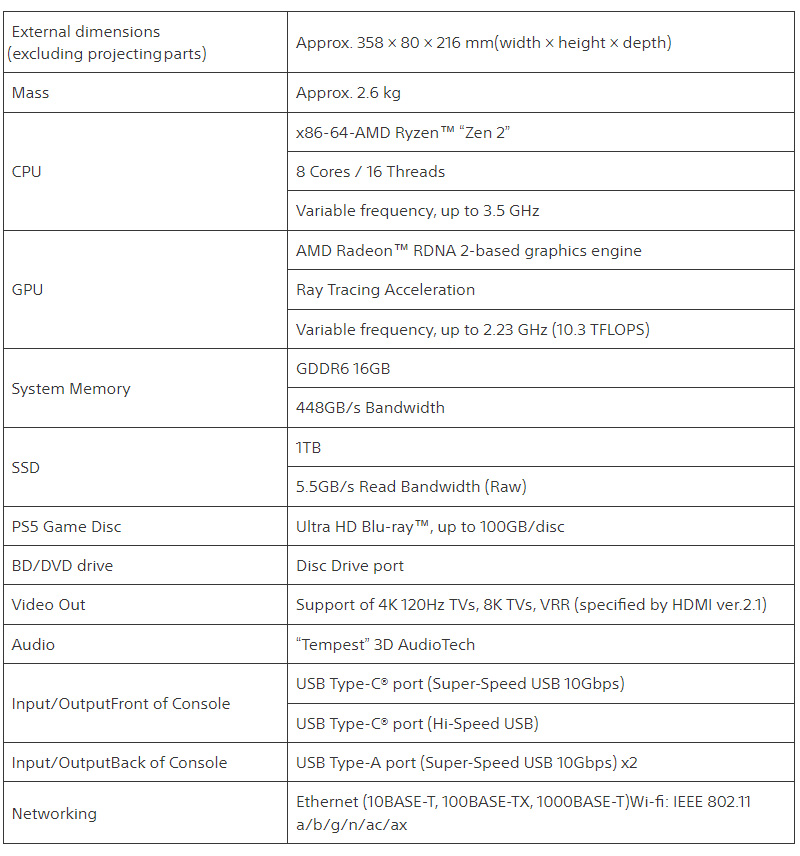 External dimensions
(excluding projectingparts)
Approx. 358 × 80 × 216 mm(width × height × depth)
Mass
Approx. 2.6 kg
CPU
x86-64-AMD Ryzen™ “Zen 2”
8 Cores / 16 Threads
Variable frequency, up to 3.5 GHz
GPU
AMD Radeon™ RDNA 2-based graphics engine
Ray Tracing Acceleration
Variable frequency, up to 2.23 GHz (10.3 TFLOPS)
System Memory
GDDR6 16GB
448GB/s Bandwidth
SSD
1TB
5.5GB/s Read Bandwidth (Raw)
PS5 Game Disc
Ultra HD Blu-ray™, up to 100GB/disc
BD/DVD drive
Disc Drive port
Video Out
Support of 4K 120Hz TVs, 8K TVs, VRR (specified by HDMI ver.2.1)
Audio
“Tempest” 3D AudioTech
Input/OutputFront of Console
USB Type-C® port (Super-Speed USB 10Gbps)
USB Type-C® port (Hi-Speed USB)
Input/OutputBack of Console
USB Type-A port (Super-Speed USB 10Gbps) x2
Networking
Ethernet (10BASE-T, 100BASE-TX, 1000BASE-T)Wi-fi: IEEE 802.11
a/b/g/n/ac/ax